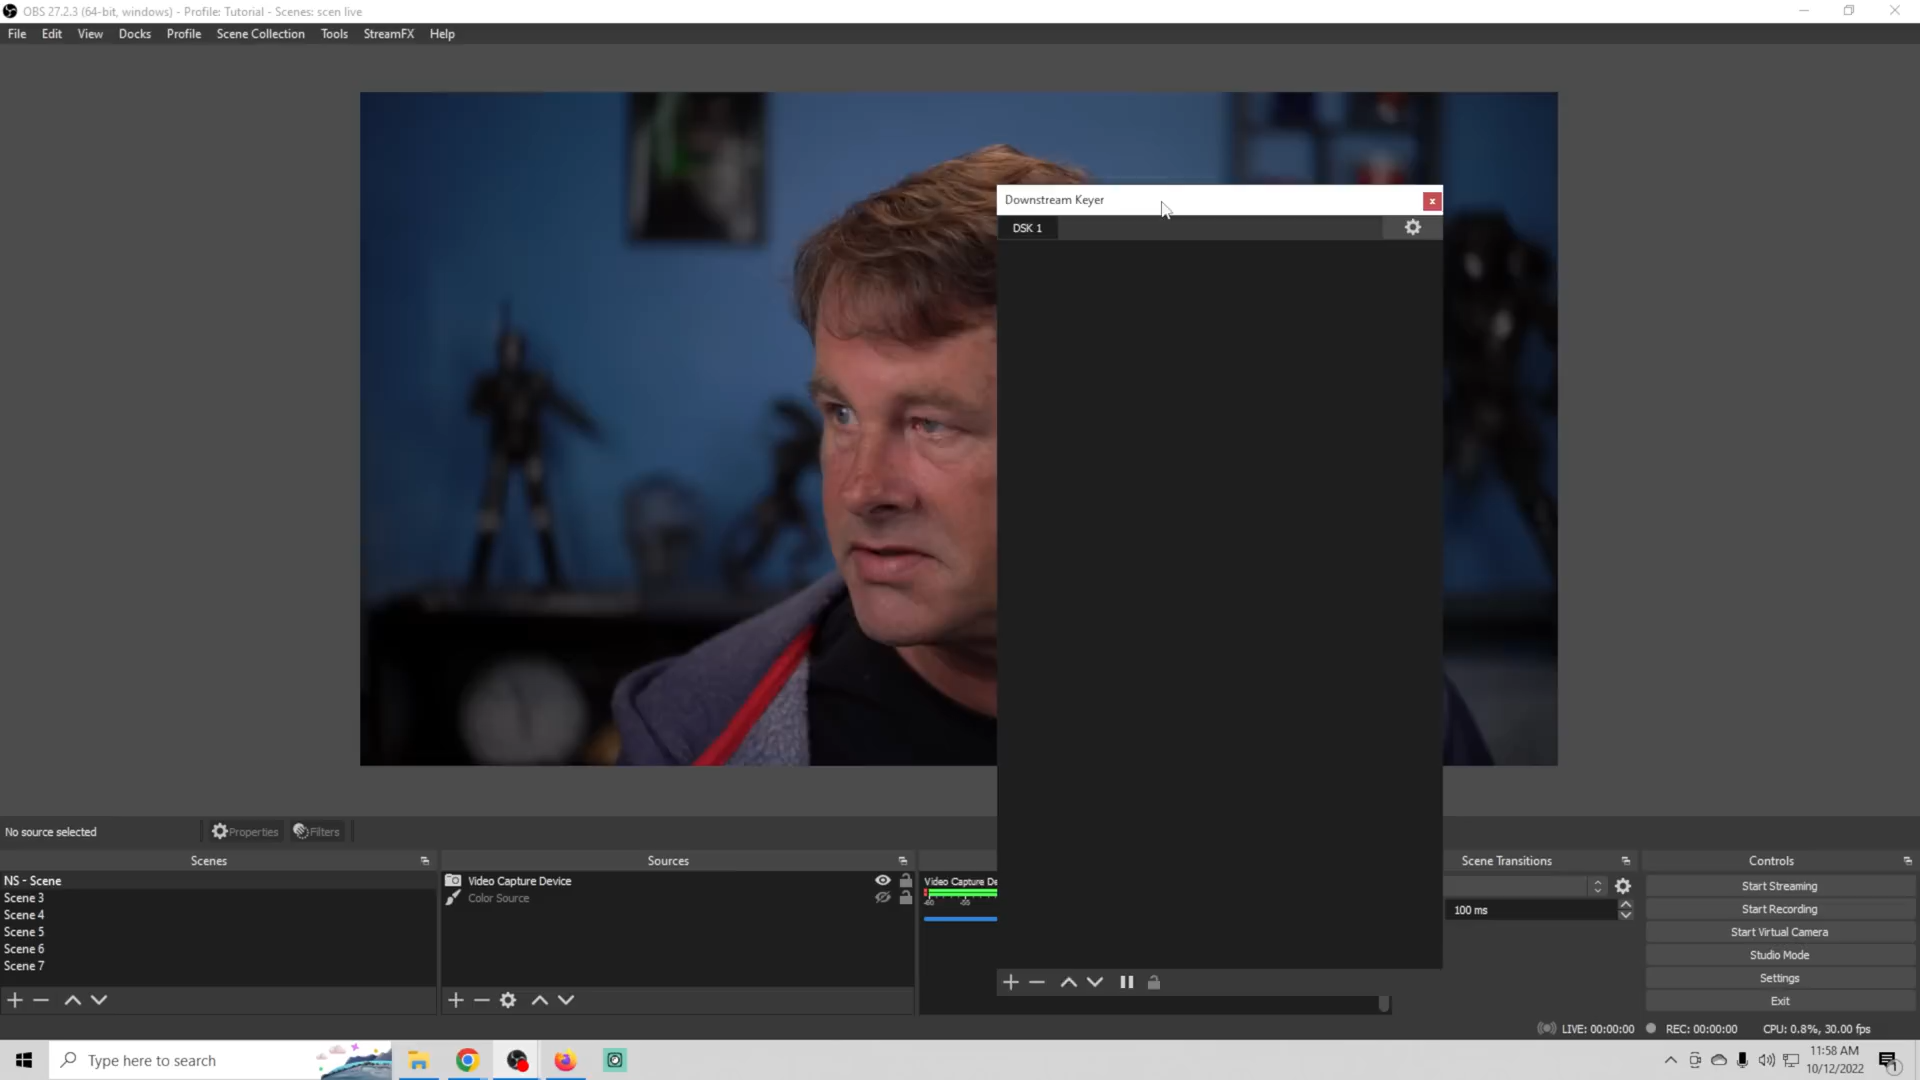 OBS 27.2.3 (64-bit, windows) - Profile: Tutorial - Scenes: scen live
File Edit View Docks Profile Scene Collection Tools StreamFX Help
Downstream Keyer
DSK 1
No source selected
Properties
Filters
Scenes
Sources
Scene Transitions
Controls
NS - Scene
Scene 3
Scene 4
Scene 5
Scene 6
Scene 7
Video Capture Device
Color Source
Video Capture De
100 ms
Start Streaming
Start Recording
Start Virtual Camera
Studio Mode
Settings
Exit
LIVE: 00:00:00
REC: 00:00:00
CPU: 0.8%, 30.00 fps
Type here to search
11:58 AM
10/12/2022